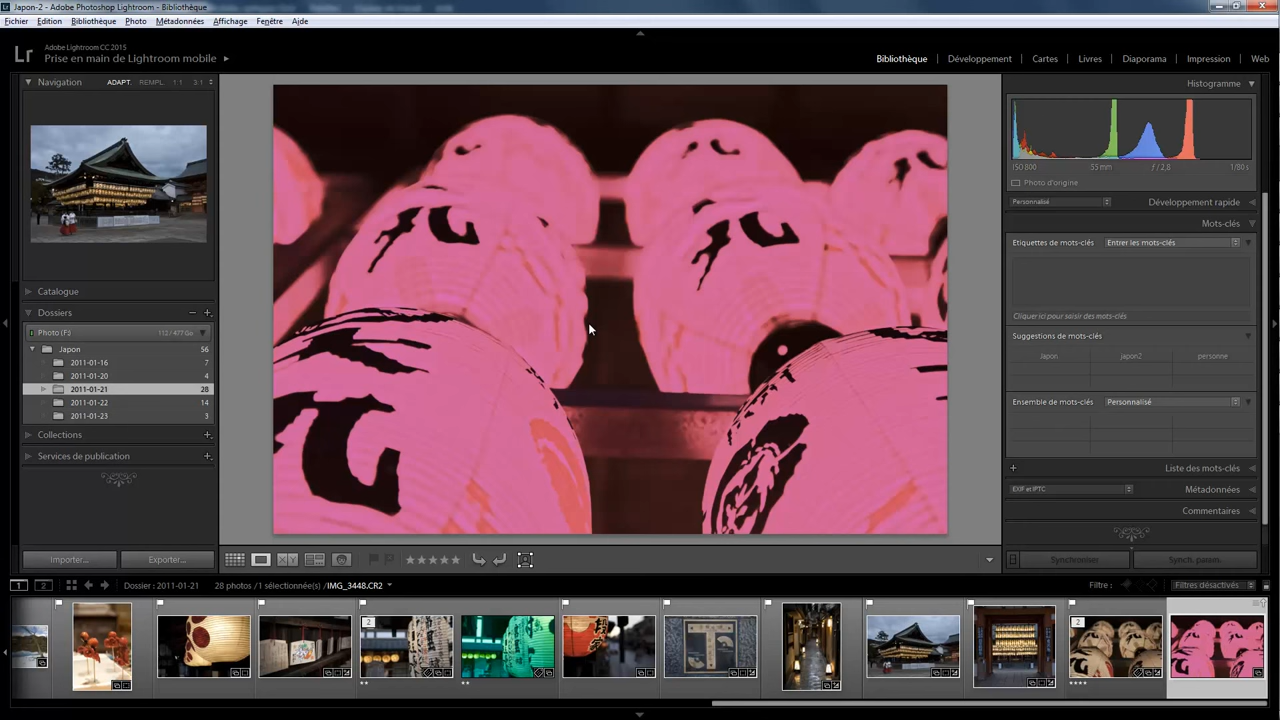 Japon-2 - Adobe Photoshop Lightroom - Bibliothèque
Fichier Edition Bibliothèque Photo Métadonnées Affichage Fenêtre Aide
Lr
Adobe Lightroom CC 2015
Prise en main de Lightroom mobile
Bibliothèque Développement Cartes Livres Diaporama Impression Web
Navigation ADAPT. REMPL. 1:1 3:1
Catalogue
Dossiers
Photo (F:) 112 / 477 Go
Japon 56
2011-01-16 7
2011-01-20 4
2011-01-21 28
2011-01-22 14
2011-01-23 3
Collections
Services de publication
Importer... Exporter...
Histogramme
ISO 800 55 mm ƒ / 2,8 1/80 s
Photo d'origine
Personnalisé Développement rapide
Mots-clés
Etiquettes de mots-clés Entrer les mots-clés
Cliquer ici pour saisir des mots-clés
Suggestions de mots-clés
Japon japon2 personne
Ensemble de mots-clés Personnalisé
Liste des mots-clés
EXIF et IPTC Métadonnées
Commentaires
Synchroniser Synch. param.
X Y
1 2 Dossier : 2011-01-21 28 photos /1 sélectionnée(s) /IMG_3448.CR2
Filtre : Filtres désactivés
2
2